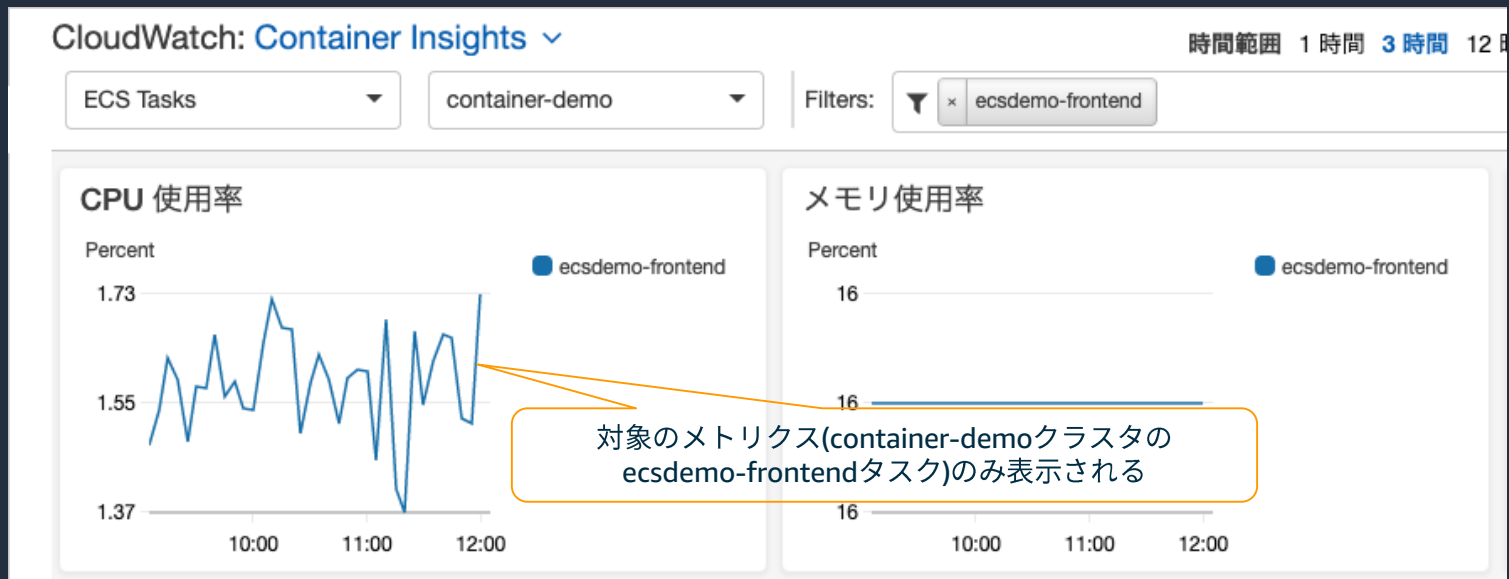 CloudWatch: Container Insights
時間範囲 1 時間 3 時間 12
ECS Tasks container-demo Filters: × ecsdemo-frontend
CPU 使用率
Percent
ecsdemo-frontend
1.73
1.55
1.37
10:00 11:00 12:00
メモリ使用率
Percent
ecsdemo-frontend
16
16
16
10:00 11:00 12:00
対象のメトリクス(container-demoクラスタの
ecsdemo-frontendタスク)のみ表示される